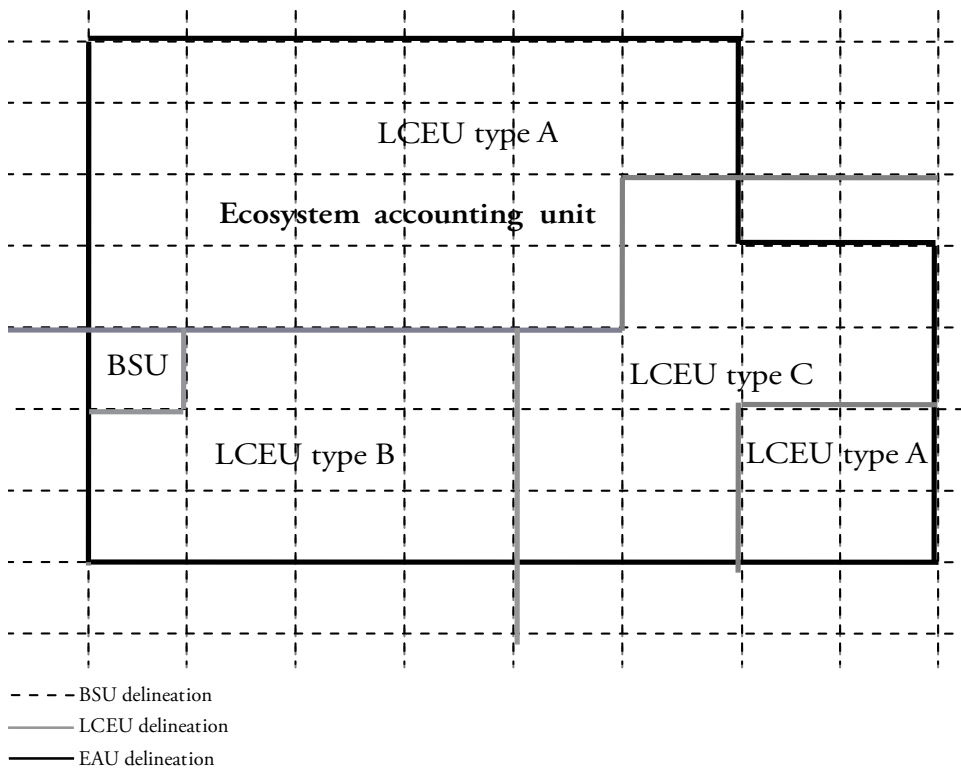 LCEU type A
Ecosystem accounting unit
BSU
LCEU type C
LCEU type B
LCEU type A
BSU delineation
LCEU delineation
EAU delineation